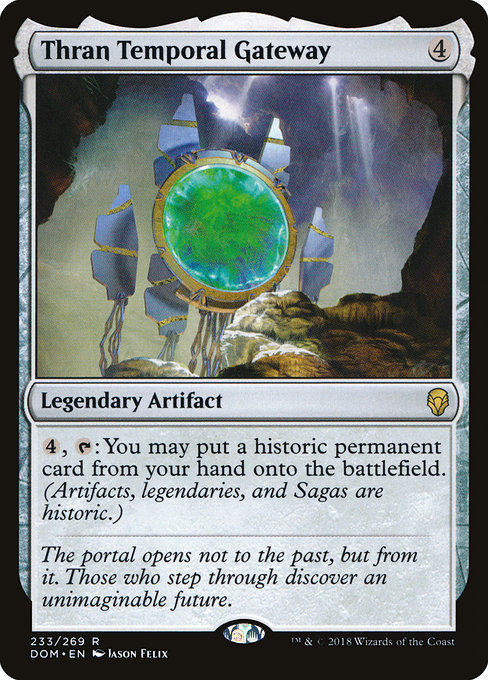 Thran Temporal Gateway 4
Legendary Artifact
4, : You may put a historic permanent
card from your hand onto the battlefield.
(Artifacts, legendaries, and Sagas are
historic.)
The portal opens not to the past, but from
it. Those who step through discover an
unimaginable future.
233/269 R
DOM • EN Jason Felix
™ & © 2018 Wizards of the Coast